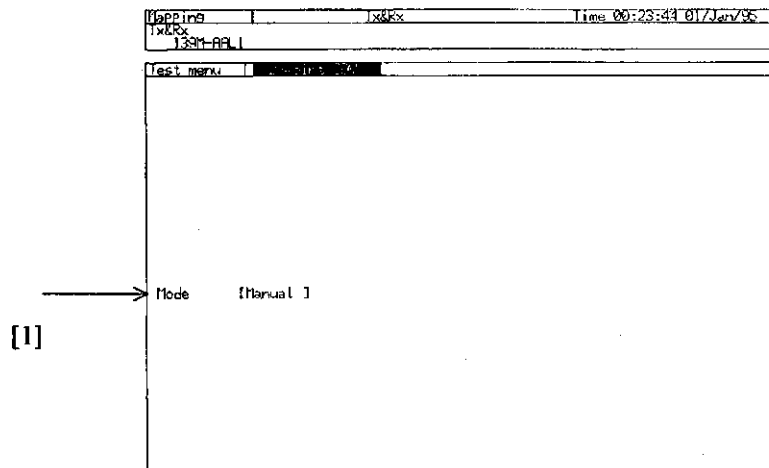 Mapping Tx&Rx Time 00:23:43 01/Jan/95
Tx&Rx
139M-AAL1
Test menu
Mode [Manual ]
[1]